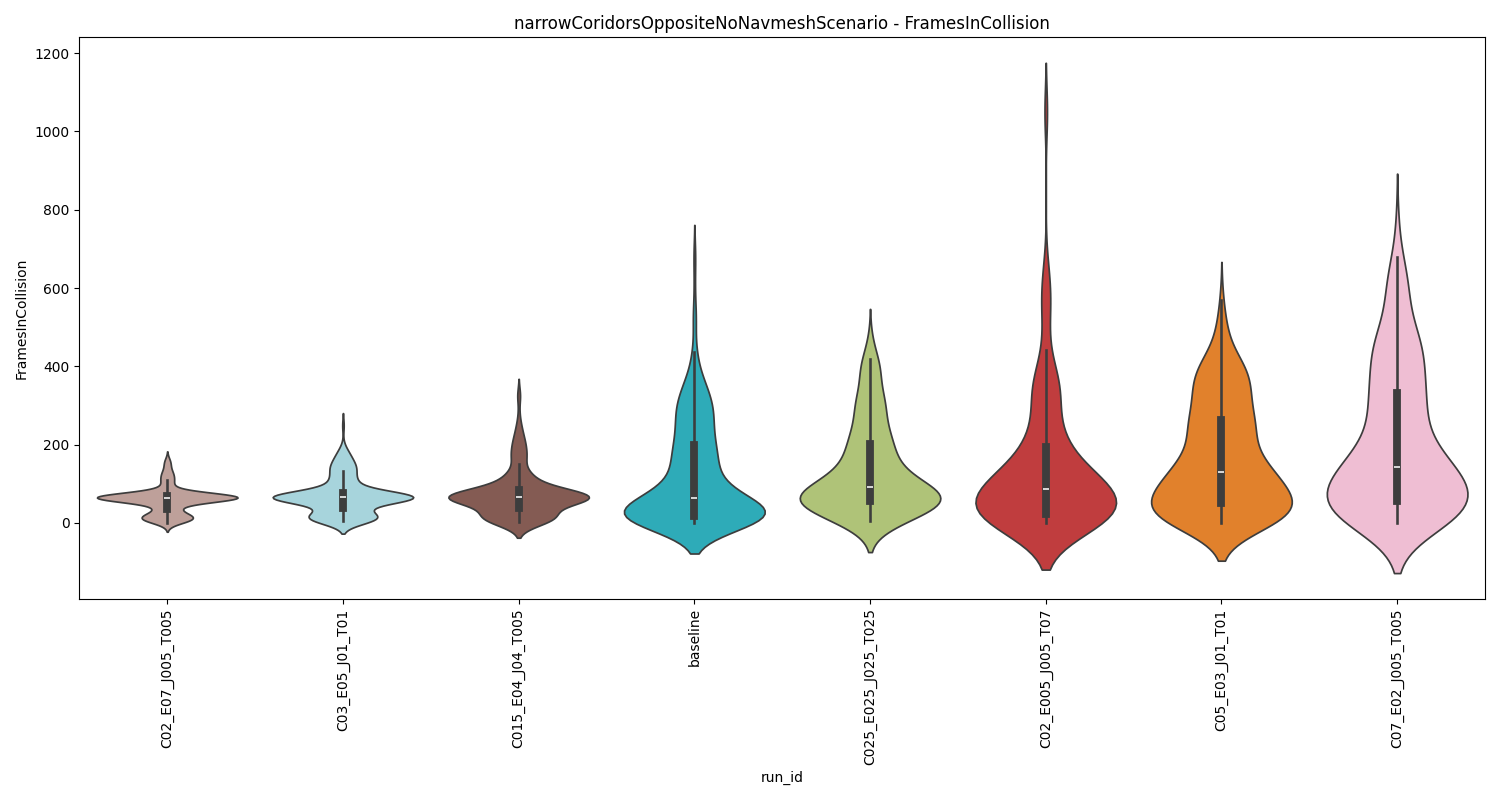 narrowCoridorsOppositeNoNavmeshScenario - FramesInCollision
FramesInCollision
1200
1000
800
600
400
200
0
C02_E07_J005_T005
C03_E05_J01_T01
C015_E04_J04_T005
baseline
C025_E025_J025_T025
C02_E005_J005_T07
C05_E03_J01_T01
C07_E02_J005_T005
run_id